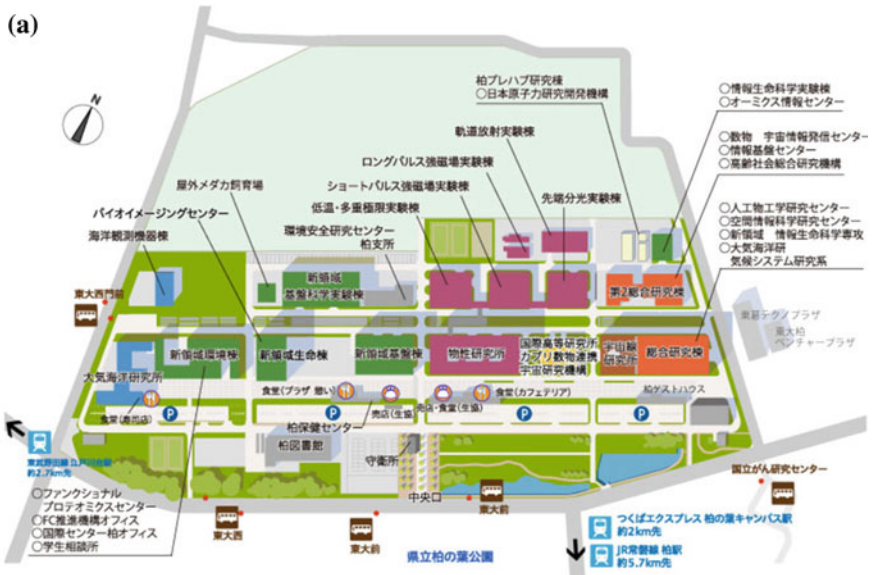 (a)
N
柏プレハブ研究棟
○日本原子力研究開発機構
○情報生命科学実験棟
○オーミクス情報センター
軌道放射実験棟
○数物 宇宙情報発信センター
○情報基盤センター
○高齢社会総合研究機構
ロングパルス強磁場実験棟
屋外メダカ飼育場
ショートパルス強磁場実験棟
先端分光実験棟
低温・多重極限実験棟
○人工物工学研究センター
○空間情報科学研究センター
○新領域 情報生命科学専攻
○大気海洋研
気候システム研究系
バイオイメージングセンター
環境安全研究センター
柏支所
海洋観測機器棟
新領域
基盤科学実験棟
第2総合研究棟
東大西門前
東葛テクノプラザ
東大柏
ベンチャープラザ
新領域環境棟
新領域生命棟
新領域基盤棟
物性研究所
国際高等研究所
カブリ数物連携
宇宙研究機構
宇宙線
研究所
総合研究棟
大気海洋研究所
食堂(プラザ 憩い)
食堂(カフェテリア)
柏ゲストハウス
食堂(寿司店)
売店(生協)
売店・食堂(生協)
P
P
P
P
柏保健センター
柏図書館
守衛所
東武野田線 江戸川台駅
約2.7km先
国立がん研究センター
中央口
東大前
○ファンクショナル
プロテオミクスセンター
○FC推進機構オフィス
○国際センター柏オフィス
○学生相談所
東大西
東大前
県立柏の葉公園
つくばエクスプレス 柏の葉キャンパス駅
約2km先
JR常磐線 柏駅
約5.7km先